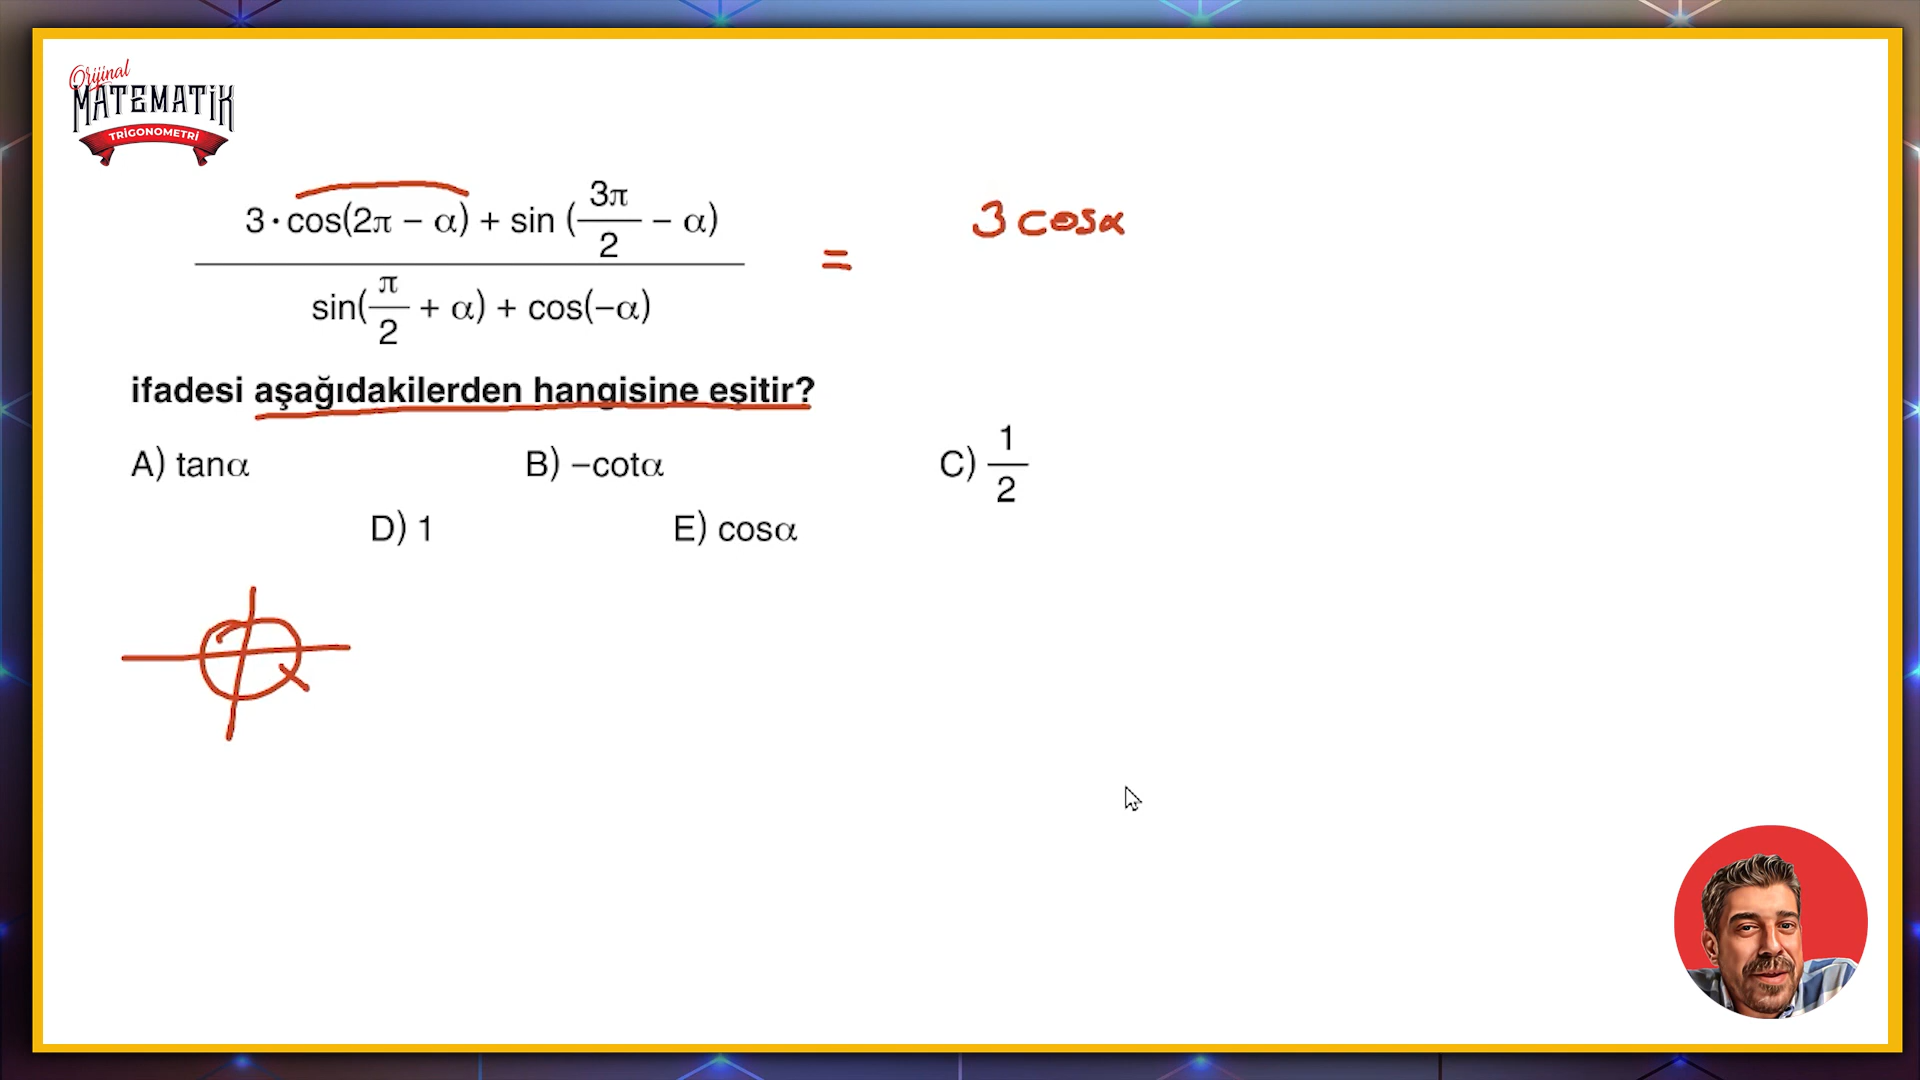 Orijinal
MATEMATİK
TRİGONOMETRİ
3·cos(2π − α) + sin (3π/2 − α)
sin(π/2 + α) + cos(−α)
= 3 cosα
ifadesi aşağıdakilerden hangisine eşitir?
A) tanα B) −cotα C) 1/2
D) 1 E) cosα